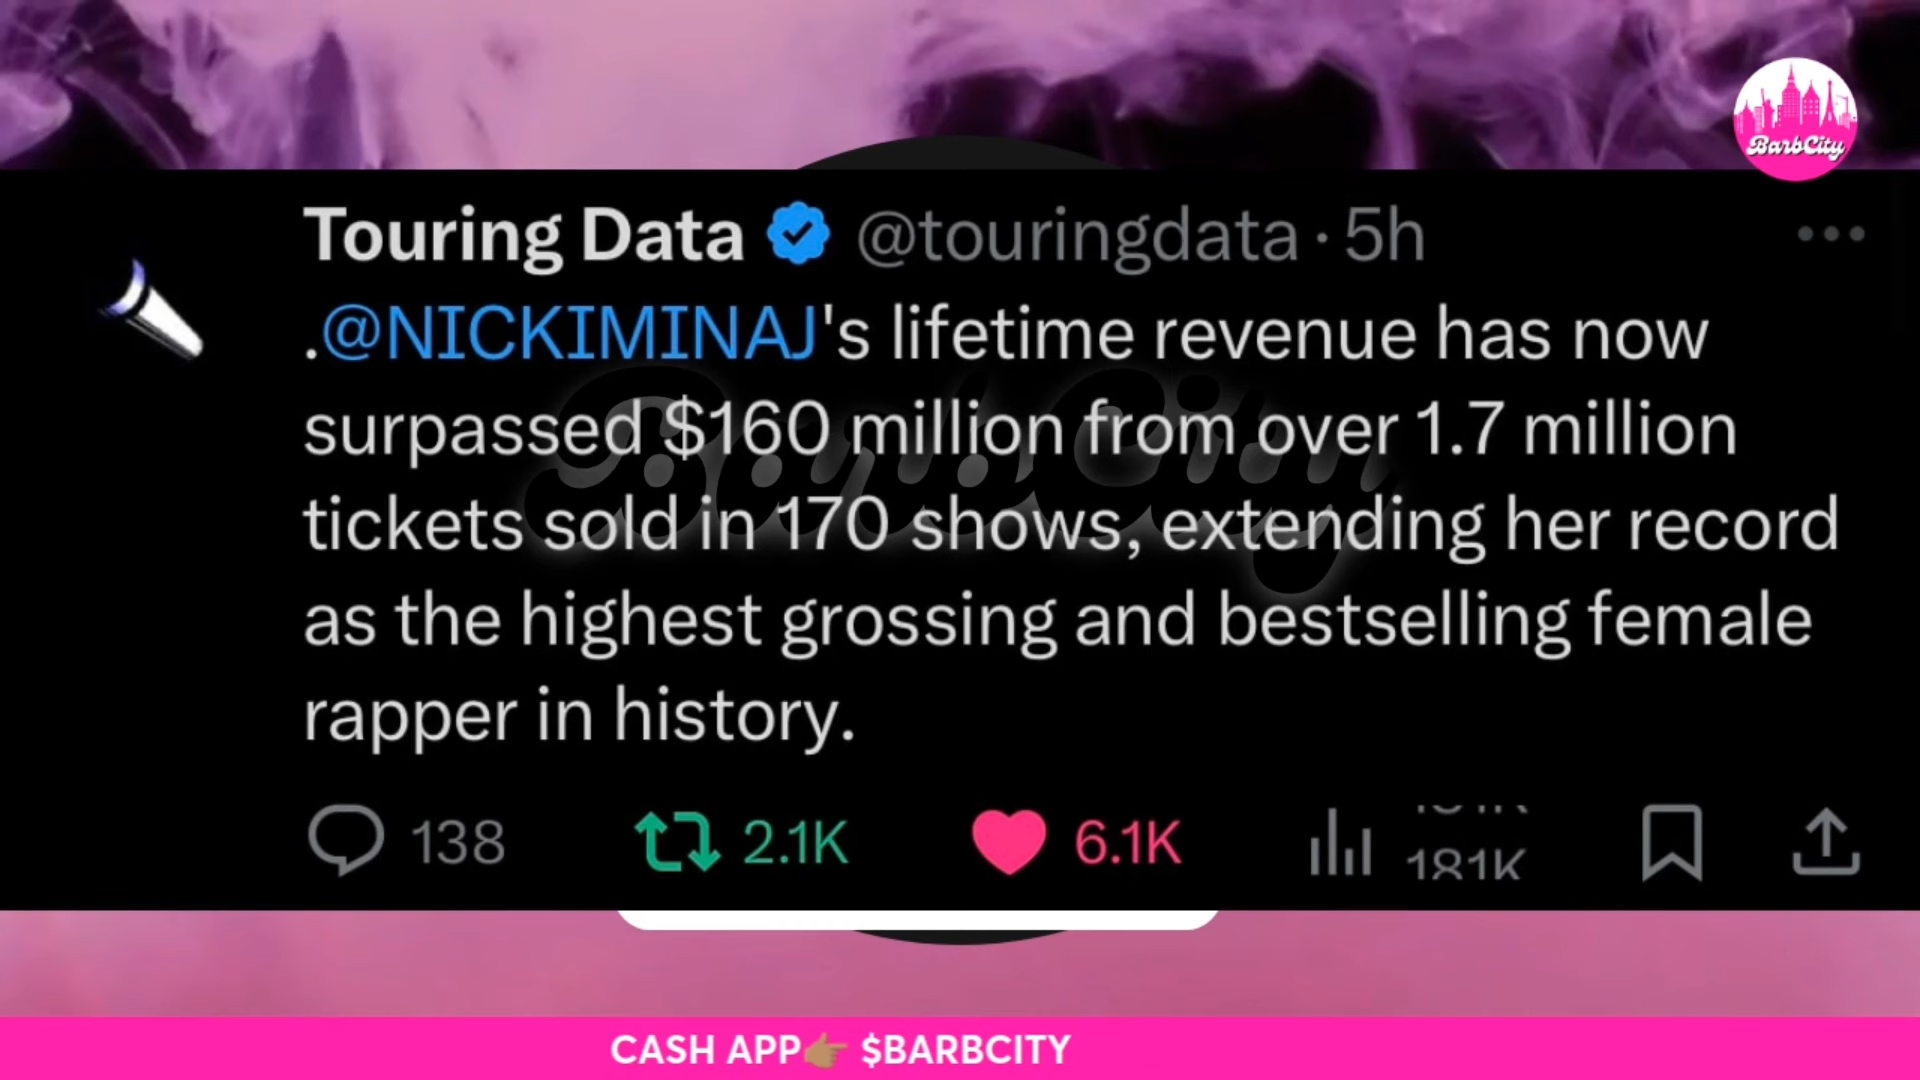 BarbCity
Touring Data @touringdata · 5h
.@NICKIMINAJ's lifetime revenue has now
surpassed $160 million from over 1.7 million
tickets sold in 170 shows, extending her record
as the highest grossing and bestselling female
rapper in history.
138 2.1K 6.1K 181K
BarbCity
CASH APP👉🏽 $BARBCITY